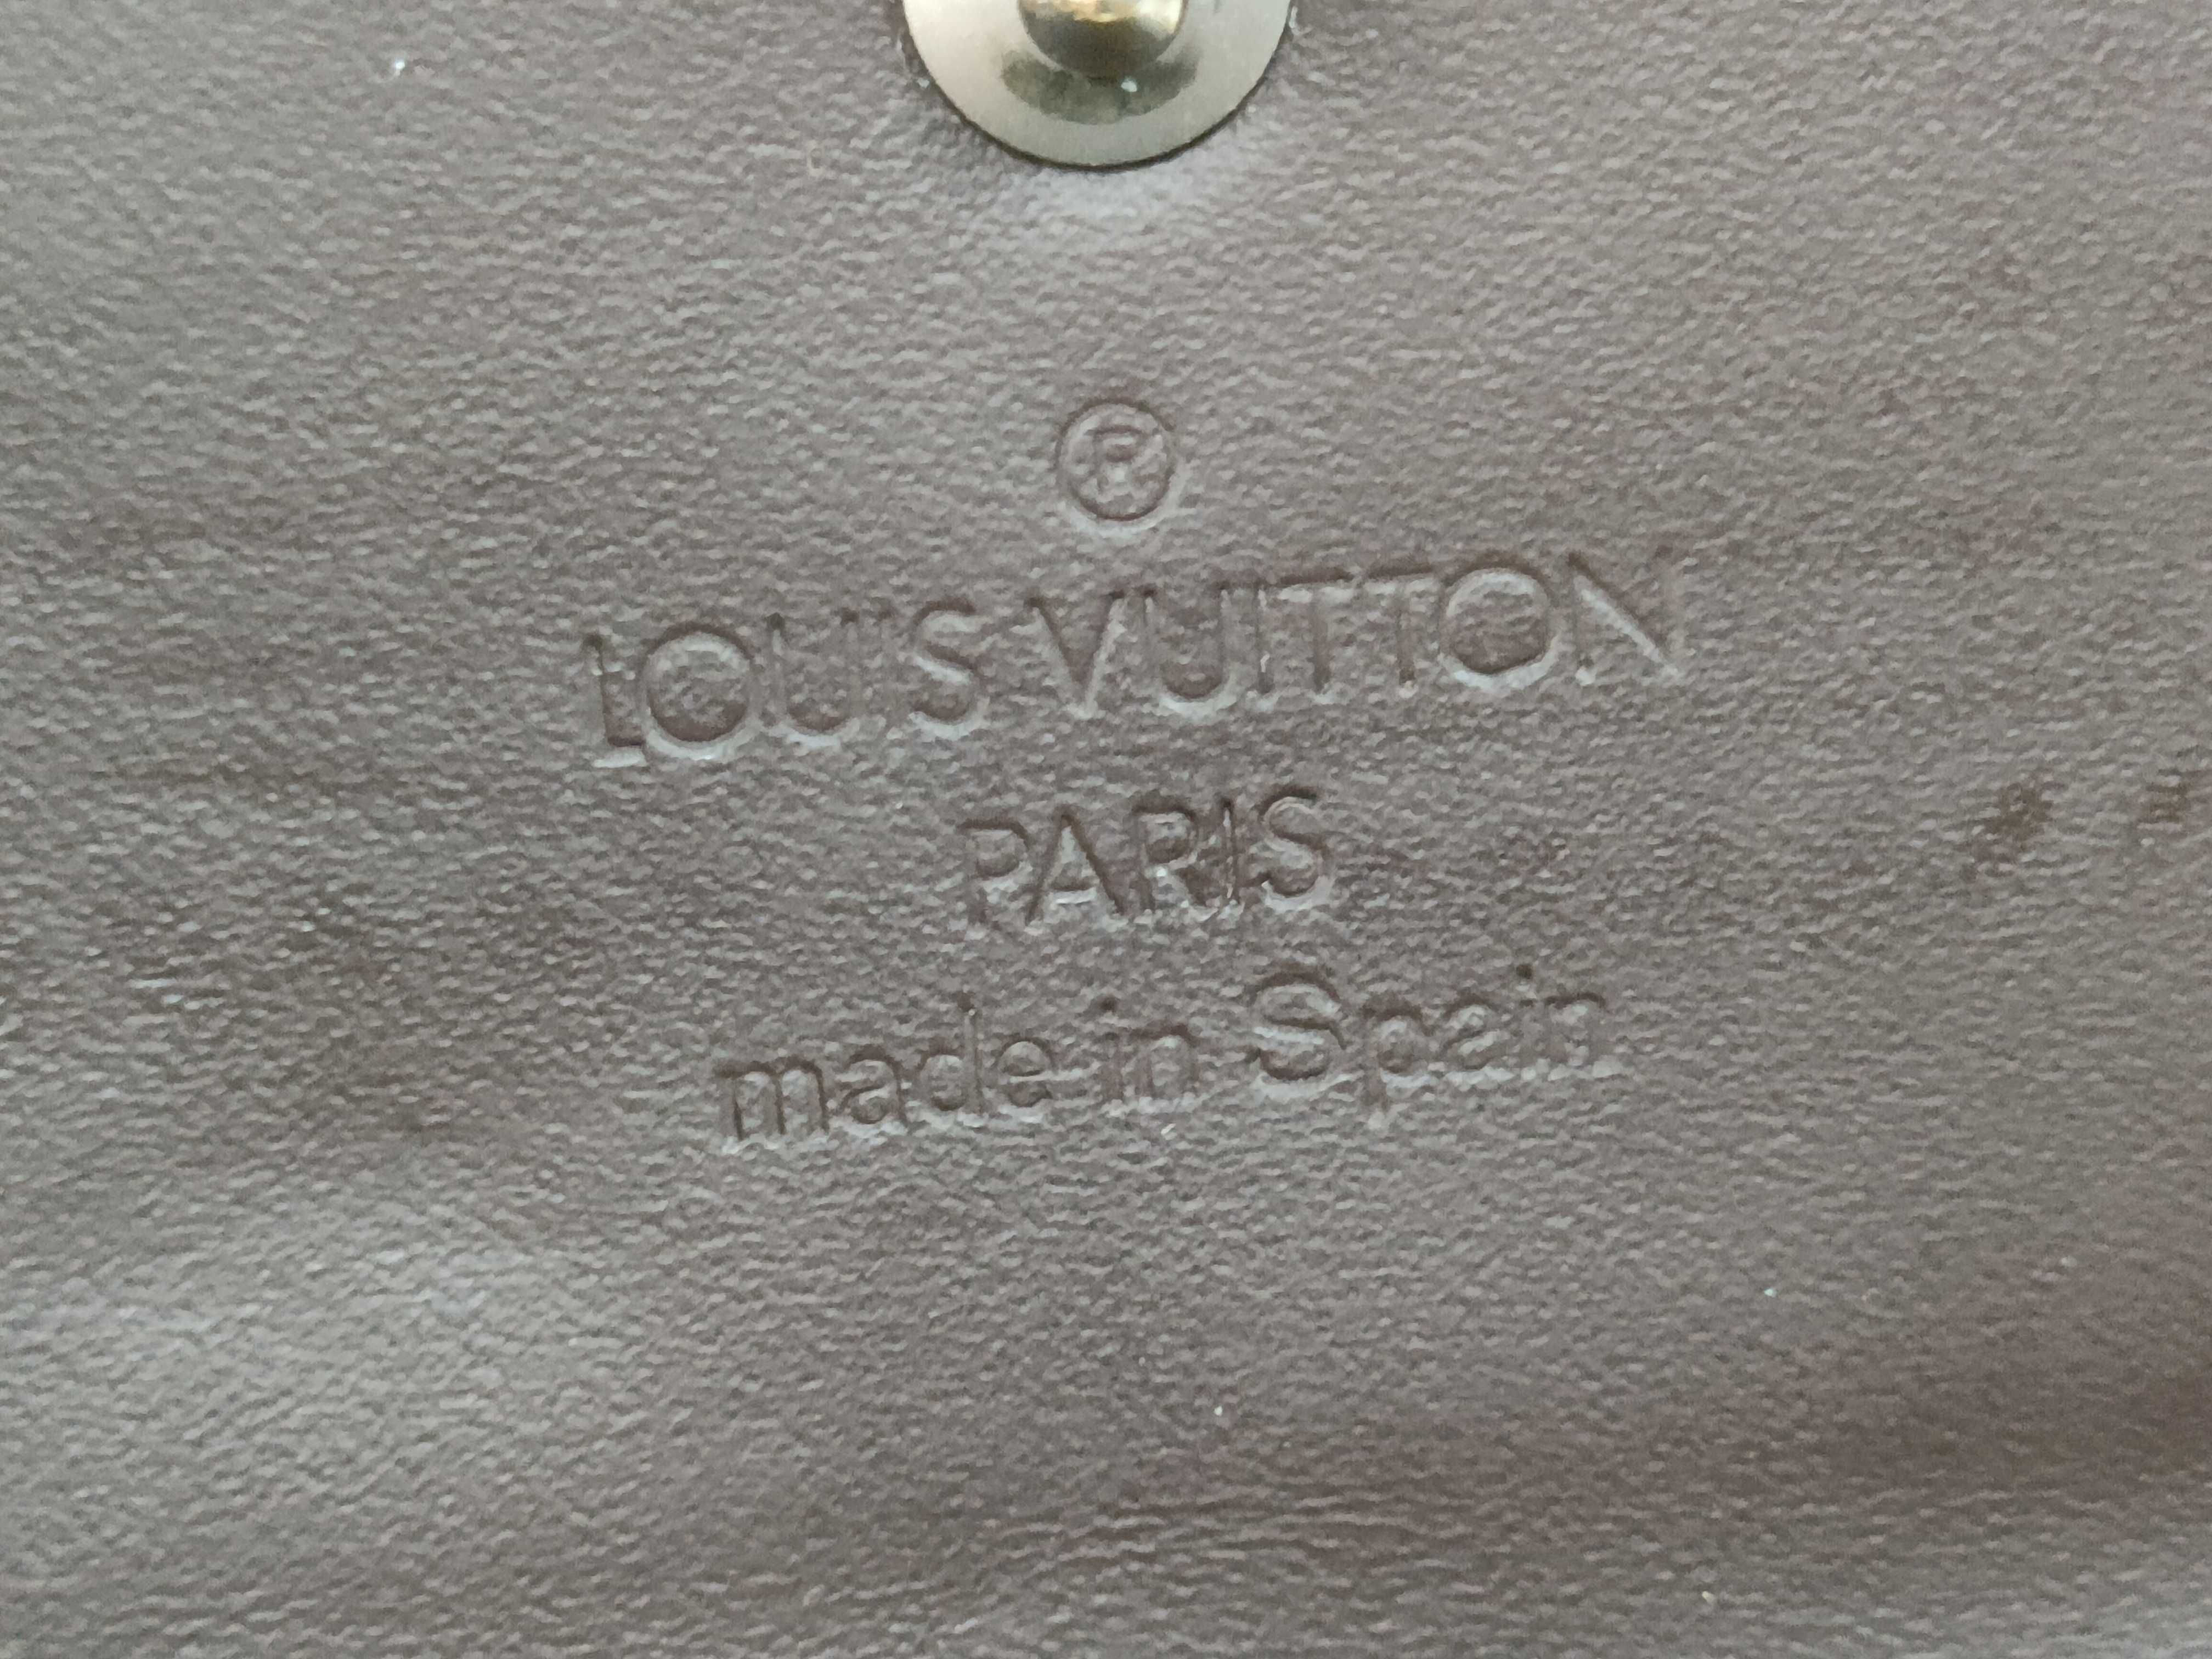 ®
LOUIS VUITTON
PARIS
made in Spain